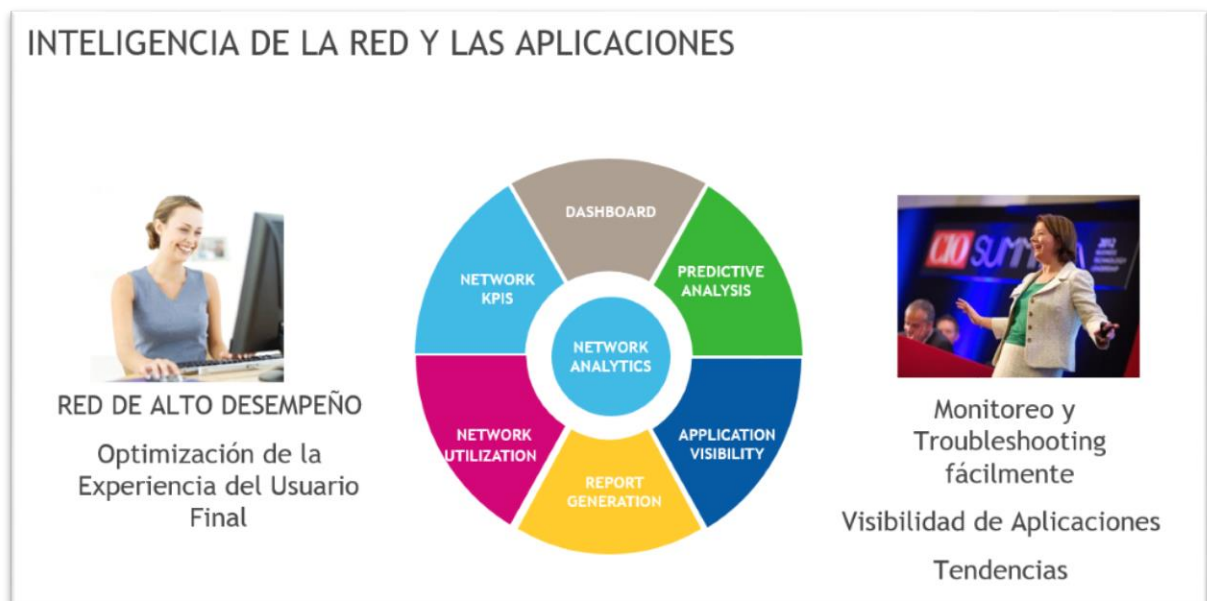 INTELIGENCIA DE LA RED Y LAS APLICACIONES
RED DE ALTO DESEMPEÑO
Optimización de la
Experiencia del Usuario
Final
DASHBOARD
PREDICTIVE
ANALYSIS
APPLICATION
VISIBILITY
REPORT
GENERATION
NETWORK
UTILIZATION
NETWORK
KPIS
NETWORK
ANALYTICS
CIO SUMMIT
2012
Monitoreo y
Troubleshooting
fácilmente
Visibilidad de Aplicaciones
Tendencias